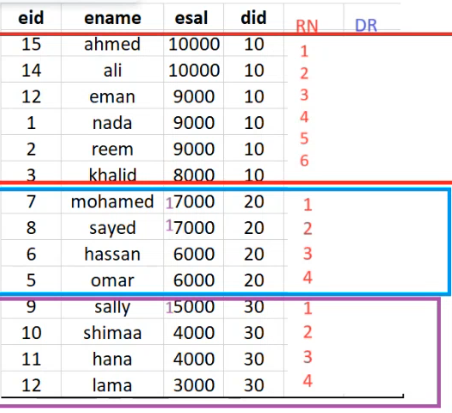 eid ename esal did RN DR
15 ahmed 10000 10 1
14 ali 10000 10 2
12 eman 9000 10 3
1 nada 9000 10 4
2 reem 9000 10 5
3 khalid 8000 10 6
7 mohamed 17000 20 1
8 sayed 17000 20 2
6 hassan 6000 20 3
5 omar 6000 20 4
9 sally 15000 30 1
10 shimaa 4000 30 2
11 hana 4000 30 3
12 lama 3000 30 4